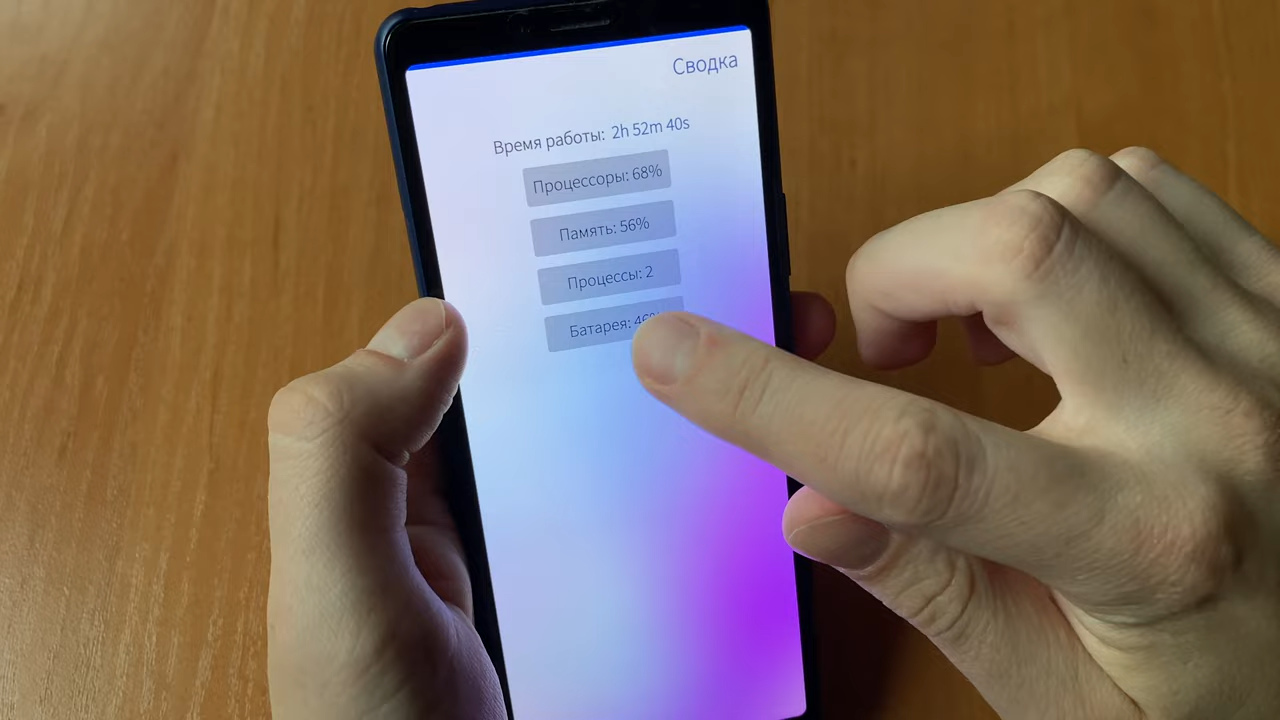 Сводка
Время работы: 2h 52m 40s
Процессоры: 68%
Память: 56%
Процессы: 2
Батарея: